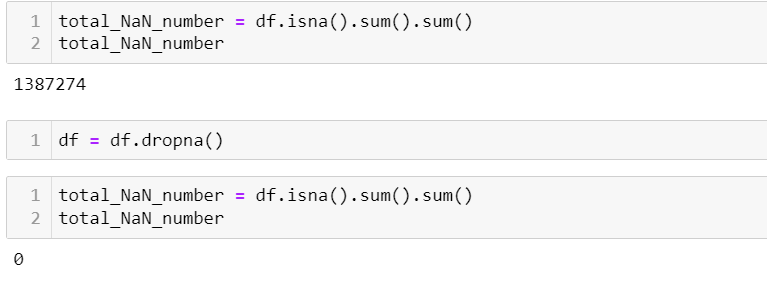 1 total_NaN_number = df.isna().sum().sum()
2 total_NaN_number
1387274
1 df = df.dropna()
1 total_NaN_number = df.isna().sum().sum()
2 total_NaN_number
0